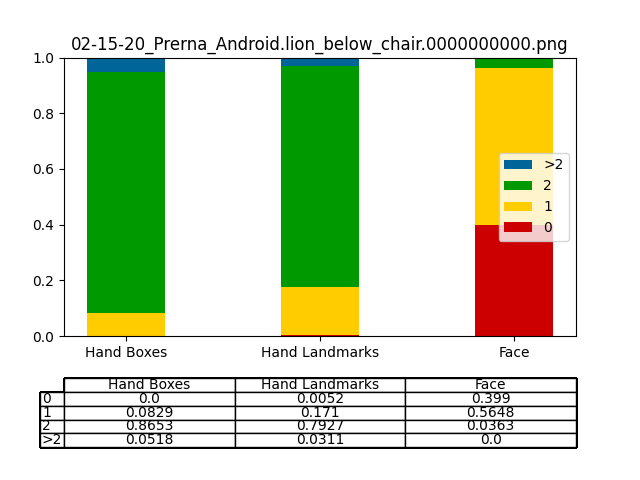 02-15-20_Prerna_Android.lion_below_chair.0000000000.png
1.0
0.8
0.6
0.4
0.2
0.0
>2
2
1
0
Hand Boxes Hand Landmarks Face
Hand Boxes Hand Landmarks Face
0 0.0 0.0052 0.399
1 0.0829 0.171 0.5648
2 0.8653 0.7927 0.0363
>2 0.0518 0.0311 0.0